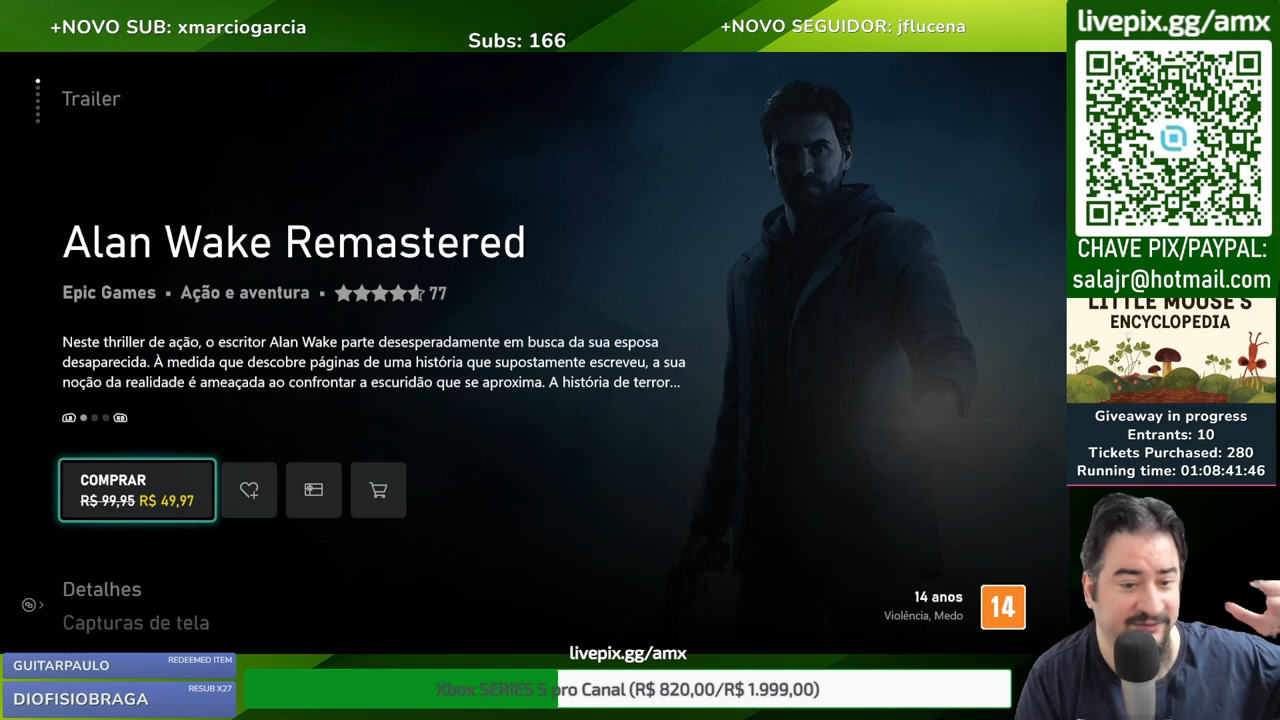 +NOVO SUB: xmarciogarcia
Subs: 166
+NOVO SEGUIDOR: jflucena
livepix.gg/amx
Trailer
Alan Wake Remastered
Epic Games ▪ Ação e aventura ▪ 77
Neste thriller de ação, o escritor Alan Wake parte desesperadamente em busca da sua esposa
desaparecida. À medida que descobre páginas de uma história que supostamente escreveu, a sua
noção da realidade é ameaçada ao confrontar a escuridão que se aproxima. A história de terror...
LB RB
COMPRAR
R$ 99,95 R$ 49,97
Detalhes
Capturas de tela
14 anos
Violência, Medo
14
CHAVE PIX/PAYPAL:
salajr@hotmail.com
LITTLE MOUSE'S
ENCYCLOPEDIA
Giveaway in progress
Entrants: 10
Tickets Purchased: 280
Running time: 01:08:41:46
livepix.gg/amx
GUITARPAULO REDEEMED ITEM
DIOFISIOBRAGA RESUB X27
Xbox SERIES S pro Canal (R$ 820,00/R$ 1.999,00)